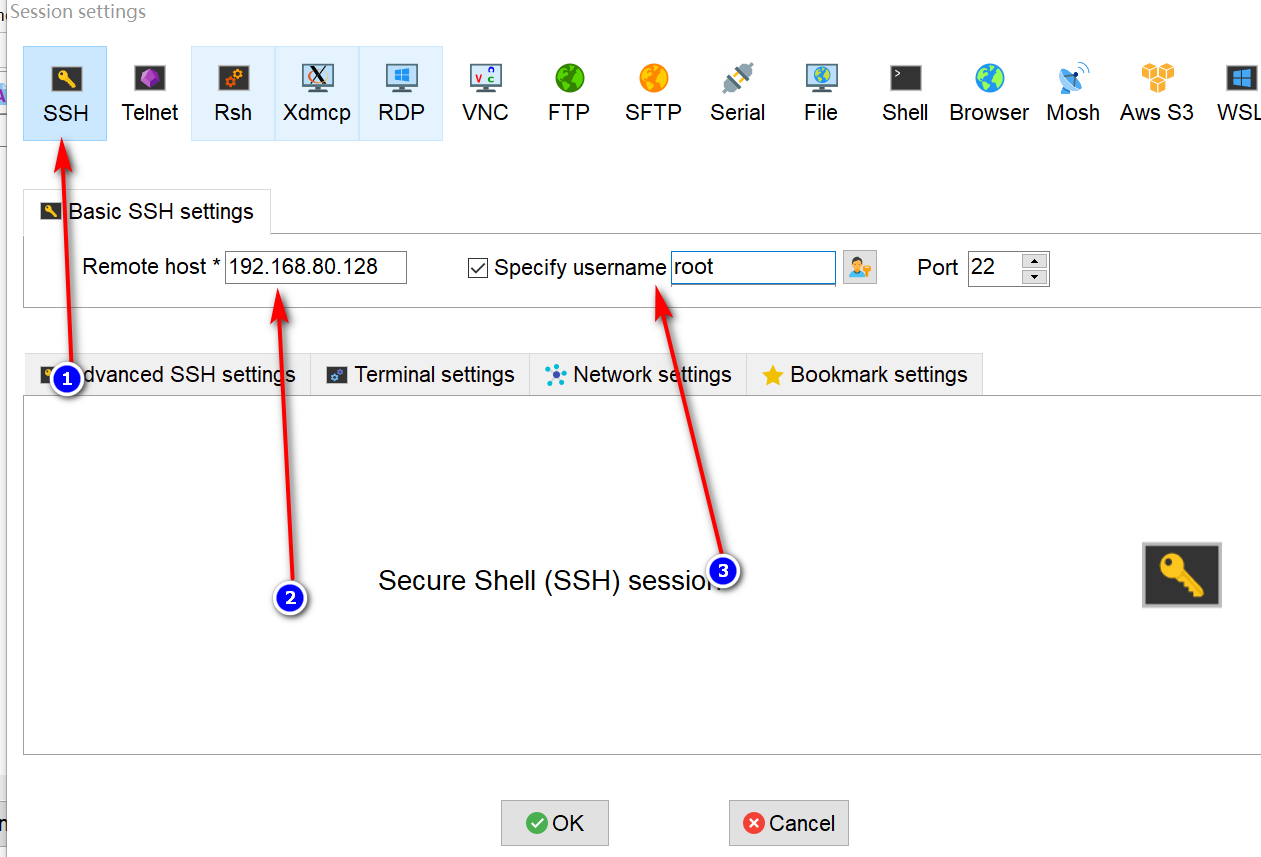 Session settings
SSH Telnet Rsh Xdmcp RDP VNC FTP SFTP Serial File Shell Browser Mosh Aws S3 WSL
Basic SSH settings
Remote host * 192.168.80.128 Specify username root Port 22
dvanced SSH settings Terminal settings Network settings Bookmark settings
1
3
Secure Shell (SSH) session
2
OK Cancel